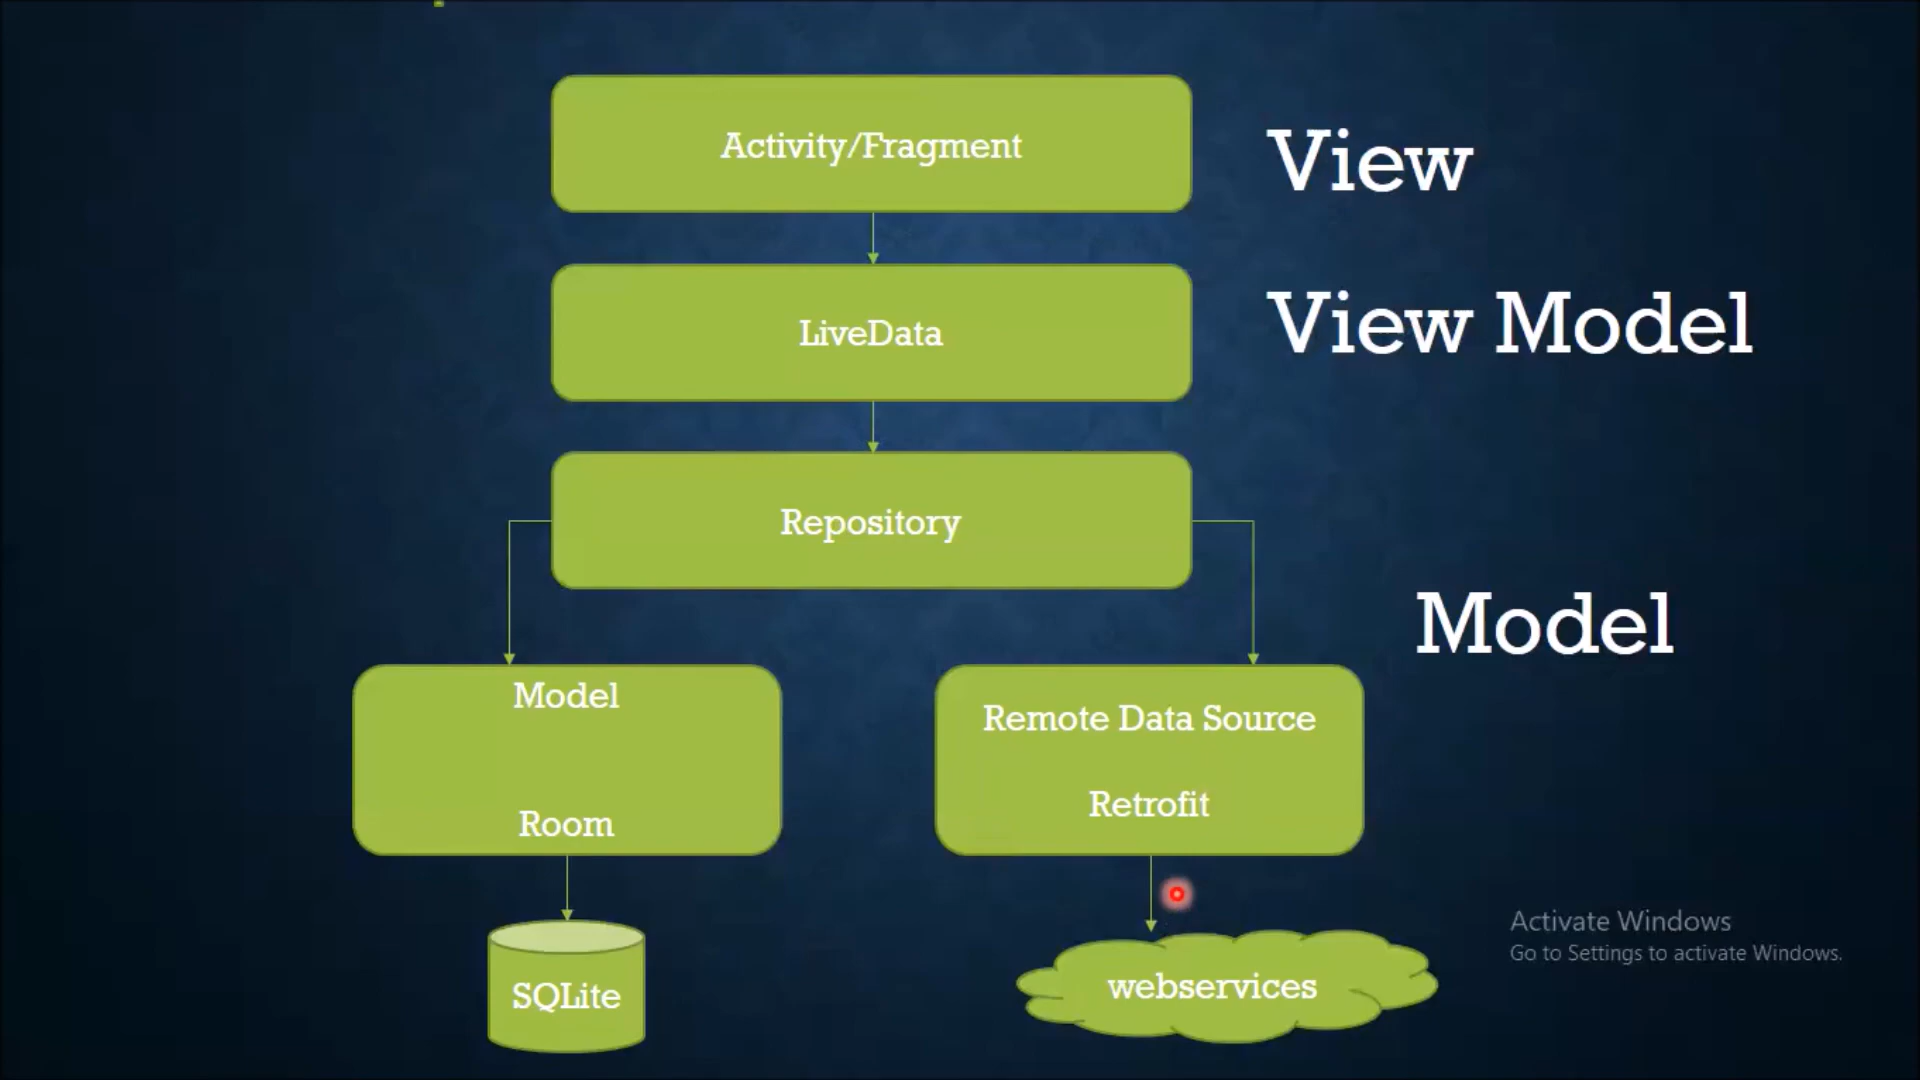 Activity/Fragment
View
LiveData
View Model
Repository
Model
Model
Room
Remote Data Source
Retrofit
SQLite
webservices
Activate Windows
Go to Settings to activate Windows.